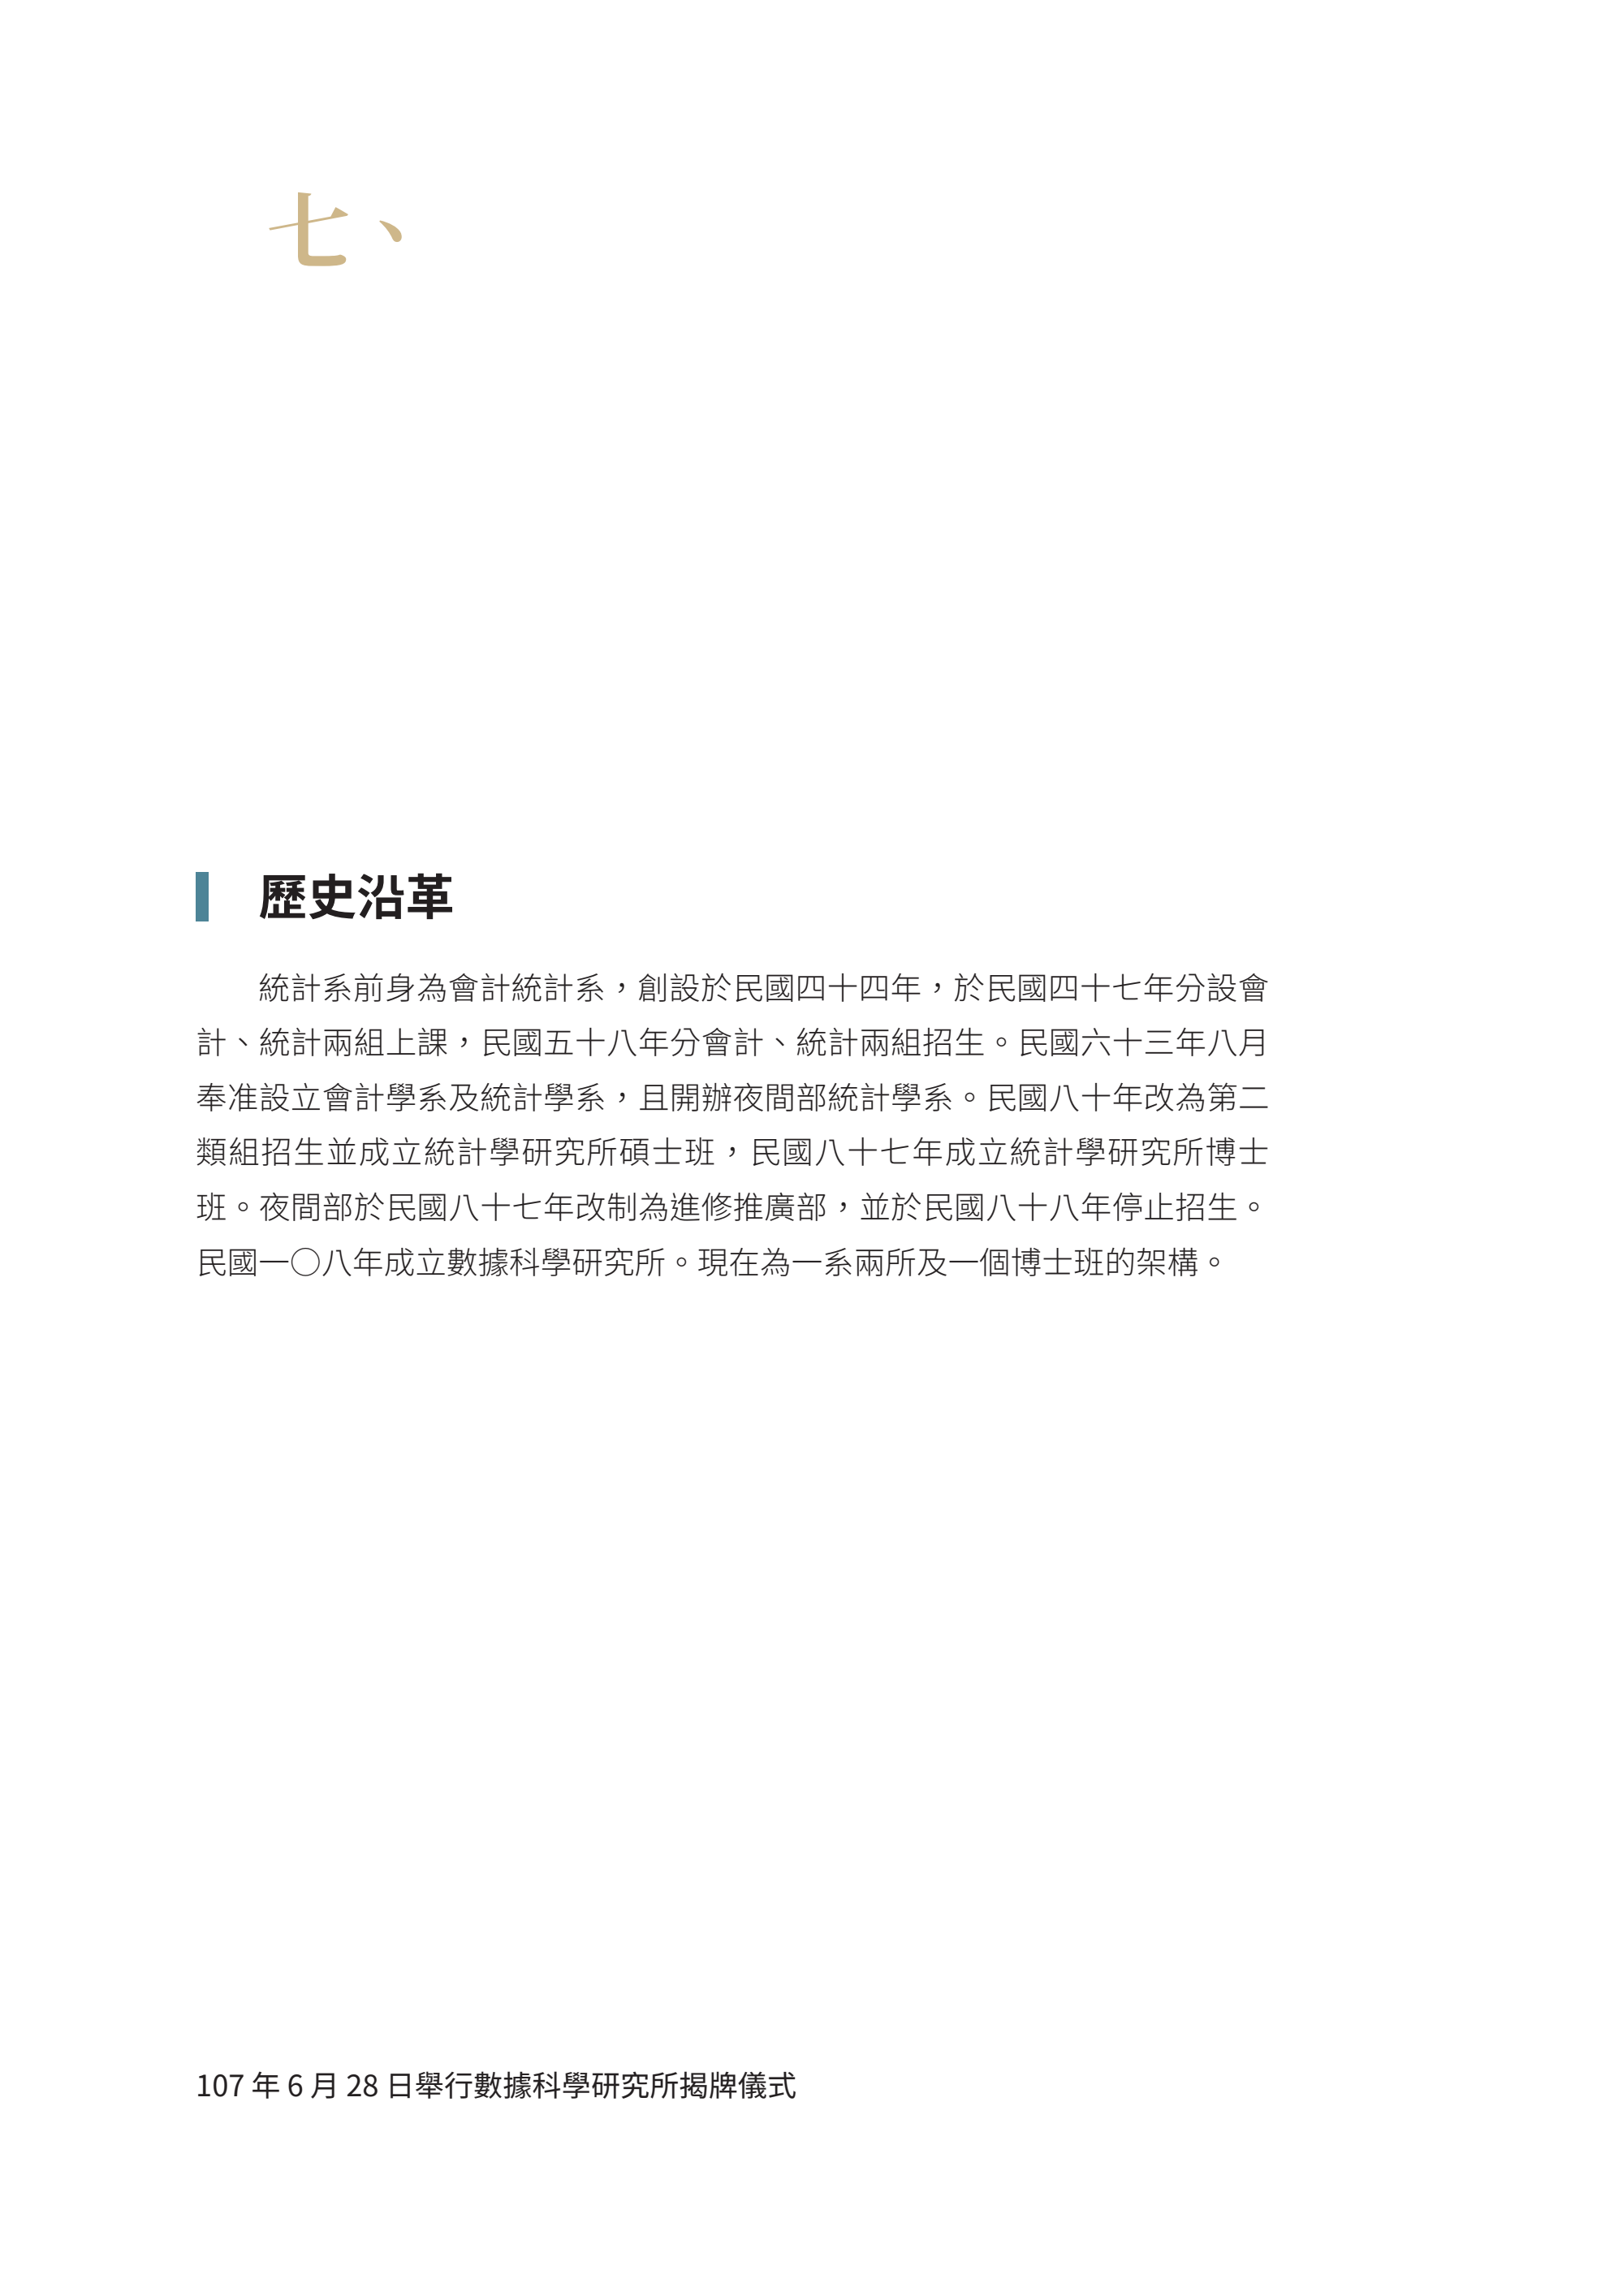 七、
歷史沿革
統計系前身為會計統計系，創設於民國四十四年，於民國四十七年分設會
計、統計兩組上課，民國五十八年分會計、統計兩組招生。民國六十三年八月
奉准設立會計學系及統計學系，且開辦夜間部統計學系。民國八十年改為第二
類組招生並成立統計學研究所碩士班，民國八十七年成立統計學研究所博士
班。夜間部於民國八十七年改制為進修推廣部，並於民國八十八年停止招生。
民國一〇八年成立數據科學研究所。現在為一系兩所及一個博士班的架構。
107 年 6 月 28 日舉行數據科學研究所揭牌儀式